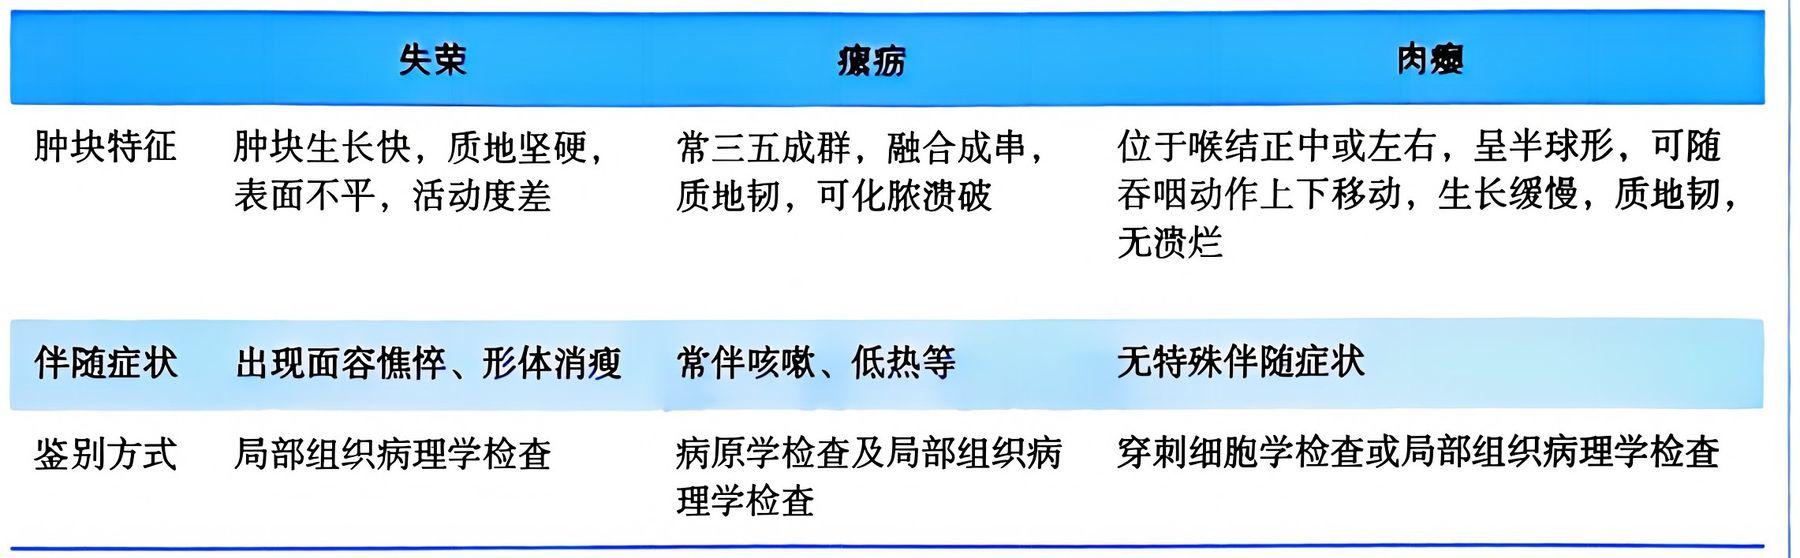 失荣 瘰疬 肉瘿
肿块特征 肿块生长快，质地坚硬， 常三五成群，融合成串， 位于喉结正中或左右，呈半球形，可随
表面不平，活动度差 质地韧，可化脓溃破 吞咽动作上下移动，生长缓慢，质地韧，
无溃烂
伴随症状 出现面容憔悴、形体消瘦 常伴咳嗽、低热等 无特殊伴随症状
鉴别方式 局部组织病理学检查 病原学检查及局部组织病 穿刺细胞学检查或局部组织病理学检查
理学检查